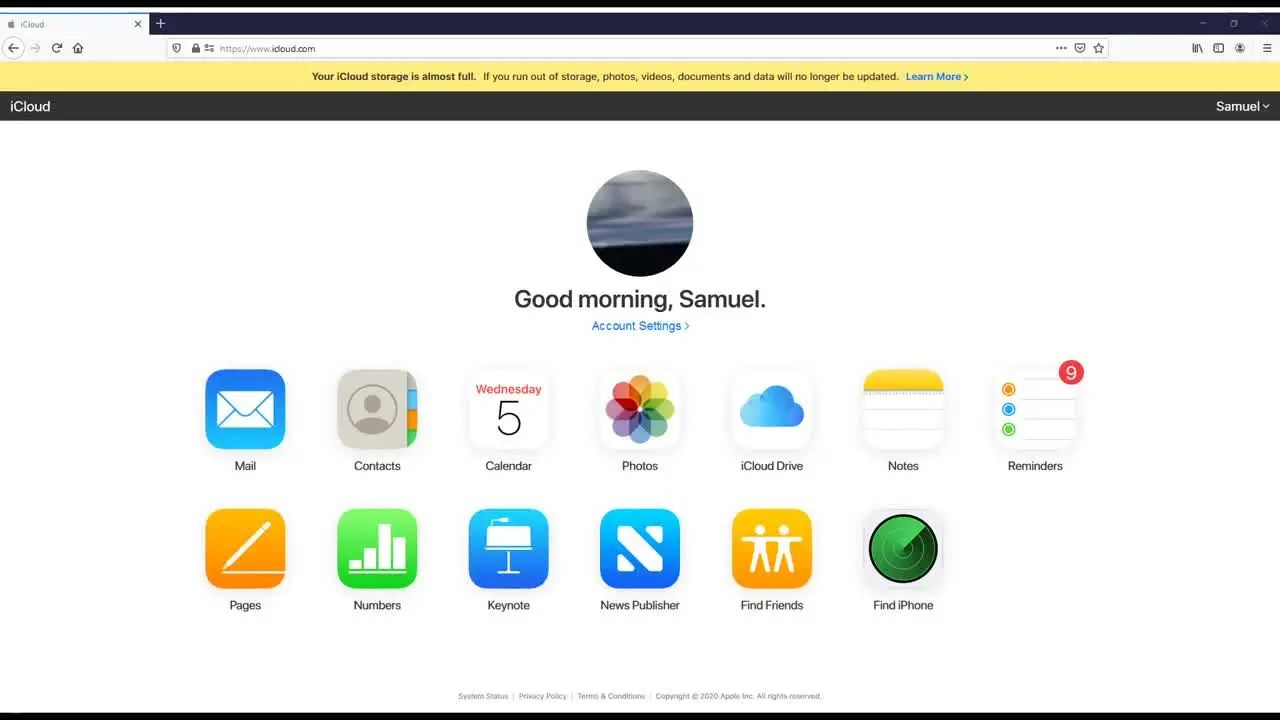 iCloud
https://www.icloud.com
Your iCloud storage is almost full. If you run out of storage, photos, videos, documents and data will no longer be updated. Learn More >
iCloud
Samuel
Good morning, Samuel.
Account Settings >
Wednesday
5
9
Mail
Contacts
Calendar
Photos
iCloud Drive
Notes
Reminders
Pages
Numbers
Keynote
News Publisher
Find Friends
Find iPhone
System Status | Privacy Policy | Terms & Conditions | Copyright © 2020 Apple Inc. All rights reserved.